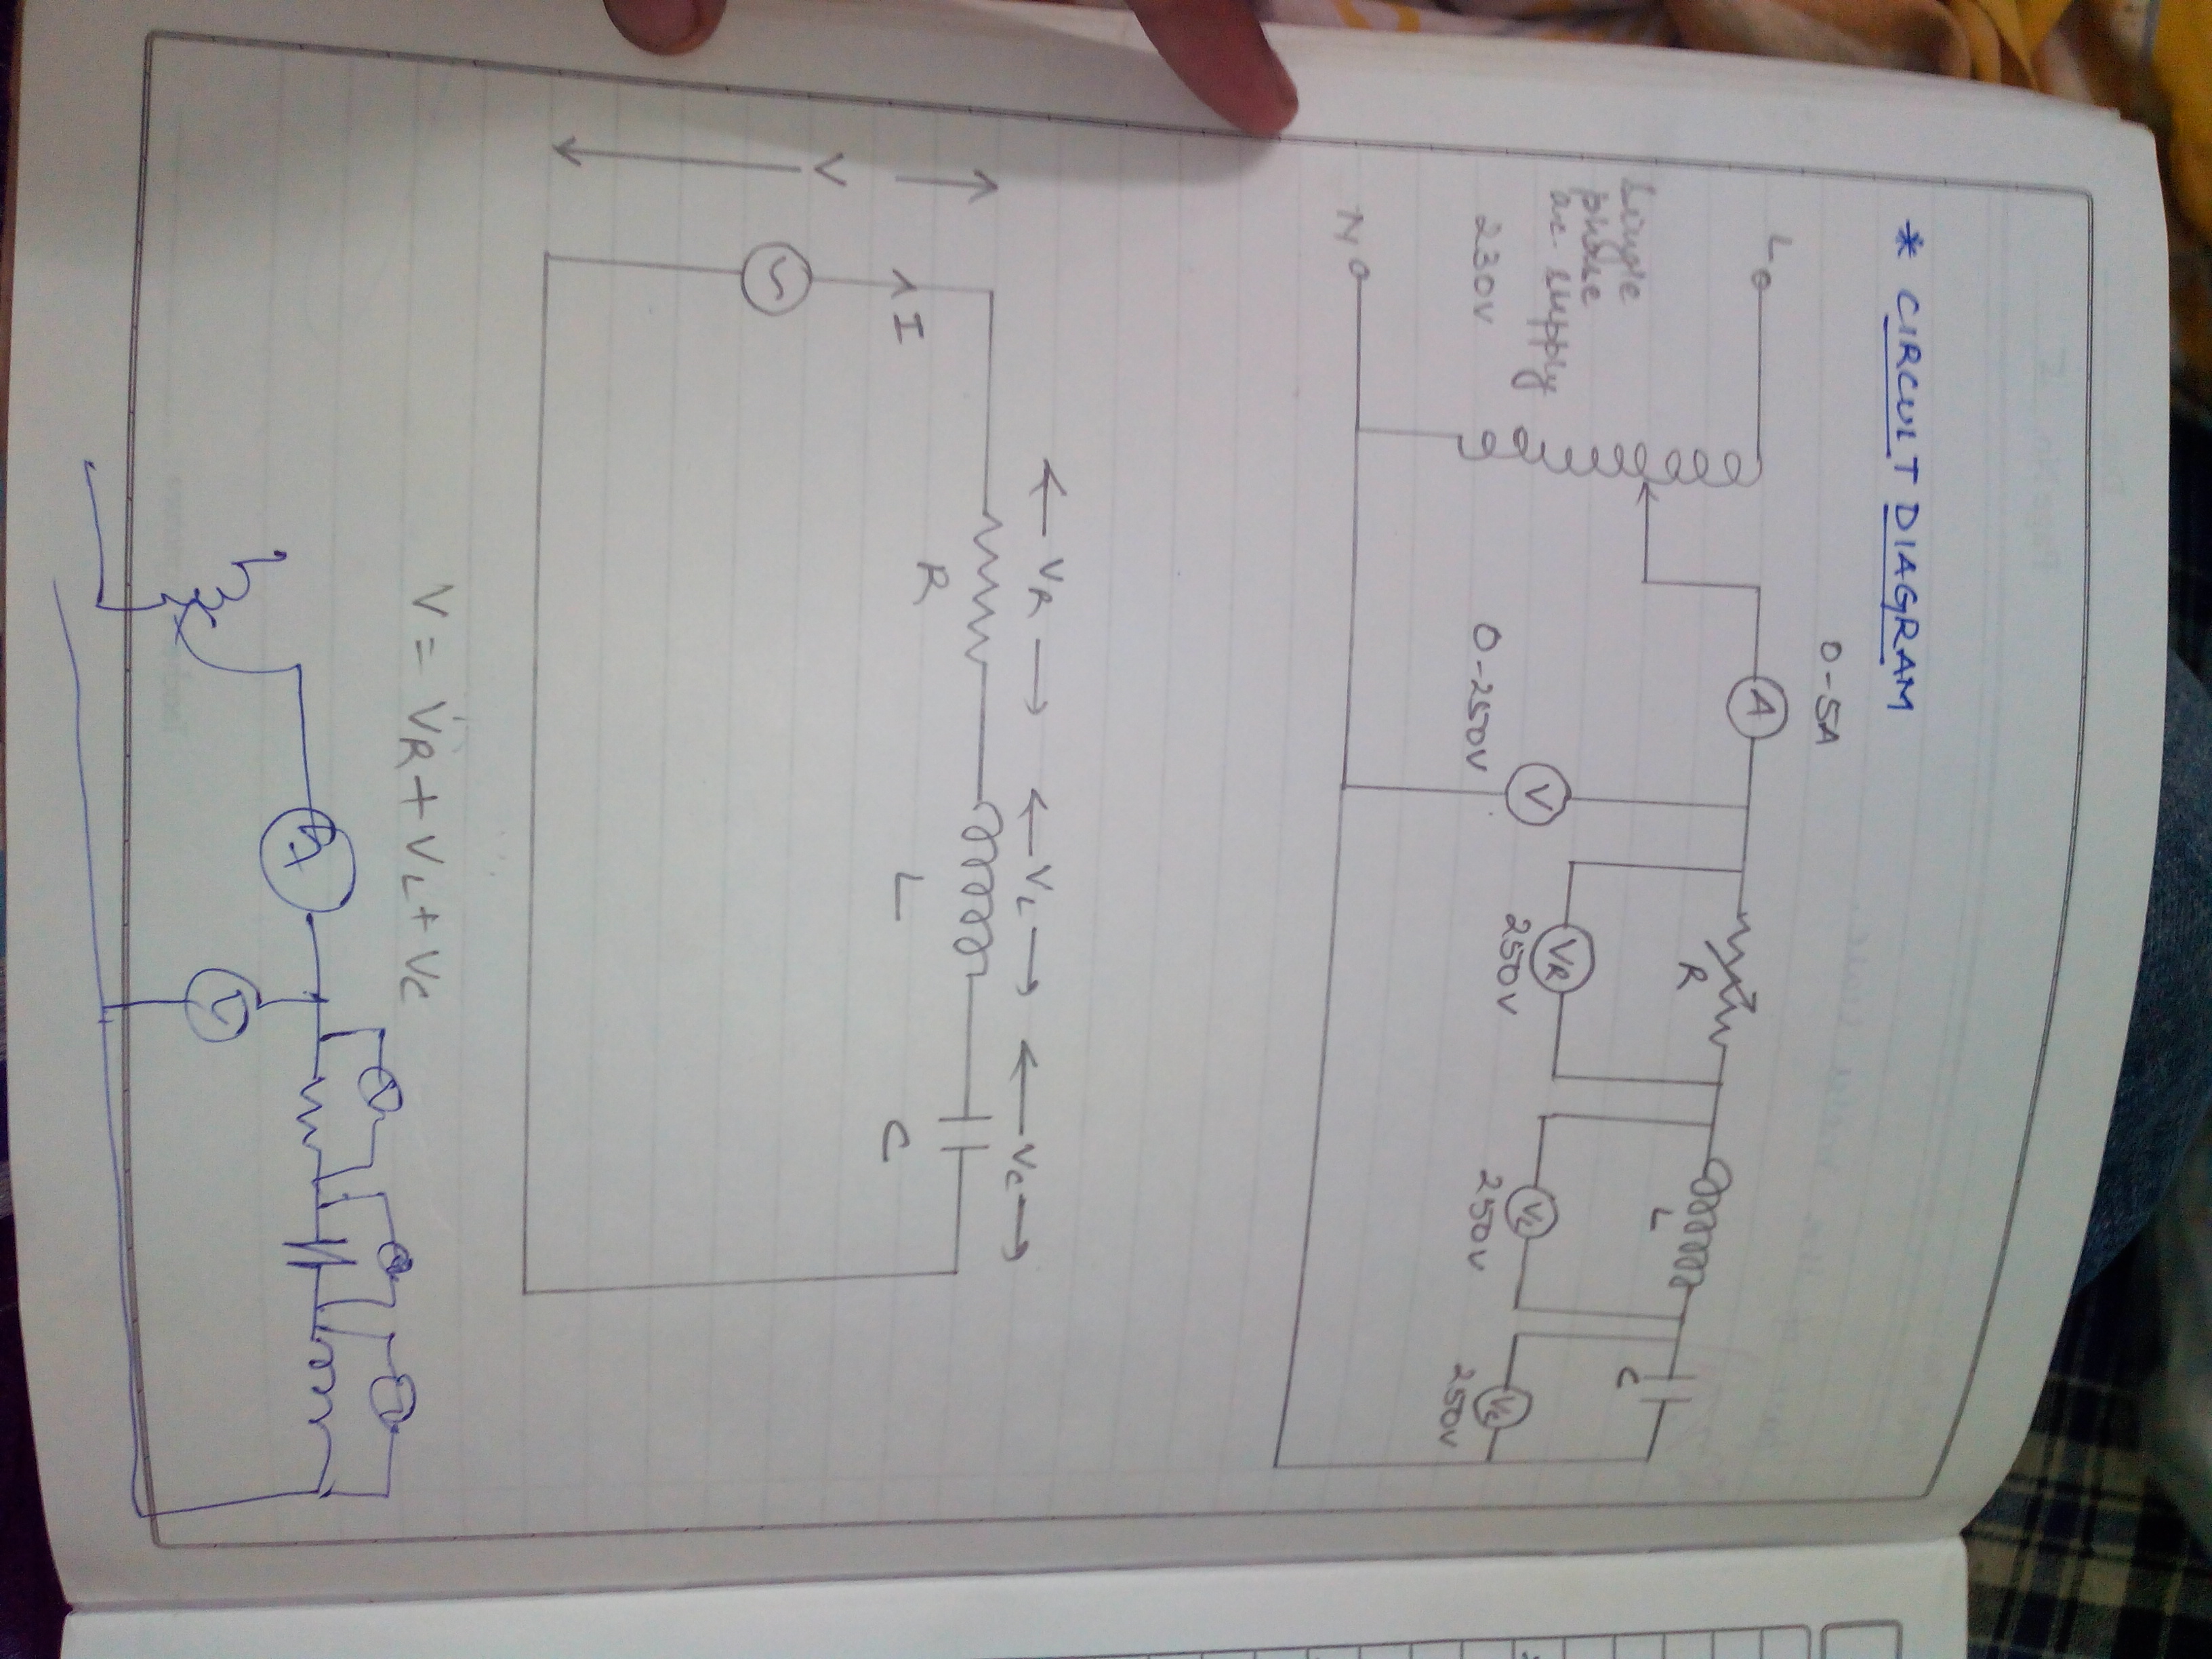 * CIRCUIT DIAGRAM
0-5A
L
A
R
L
C
Single
phase
a.c. supply
230V
0-250V
V
VR
250V
VL
250V
VC
250V
N
VR
VL
VC
I
R
L
C
V
V = VR + VL + VC
A
V